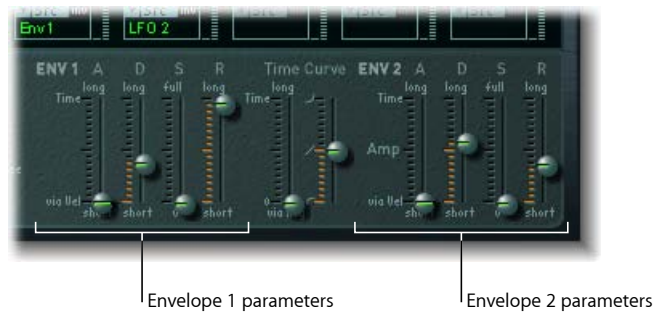 Env1 LFO 2
ENV 1 A D S R Time Curve ENV 2 A D S R
long long full long long long long full long
Time Time Time
Amp
via Vel 0 via Vel
short short 0 short short short 0 short
Envelope 1 parameters Envelope 2 parameters